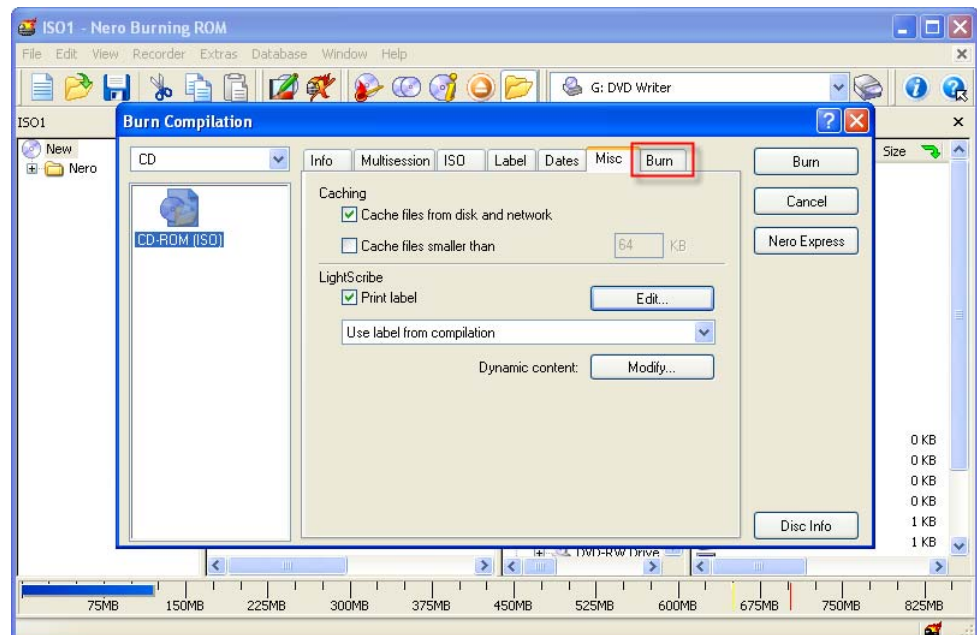 ISO1 - Nero Burning ROM
File Edit View Recorder Extras Database Window Help
G: DVD Writer
ISO1
Burn Compilation
New
Nero
Size
CD
Info Multisession ISO Label Dates Misc Burn
Burn
Cancel
Nero Express
CD-ROM (ISO)
Caching
Cache files from disk and network
Cache files smaller than 64 KB
LightScribe
Print label
Edit...
Use label from compilation
Dynamic content: Modify...
0 KB
0 KB
0 KB
0 KB
1 KB
1 KB
Disc Info
DVD-RW Drive
75MB 150MB 225MB 300MB 375MB 450MB 525MB 600MB 675MB 750MB 825MB